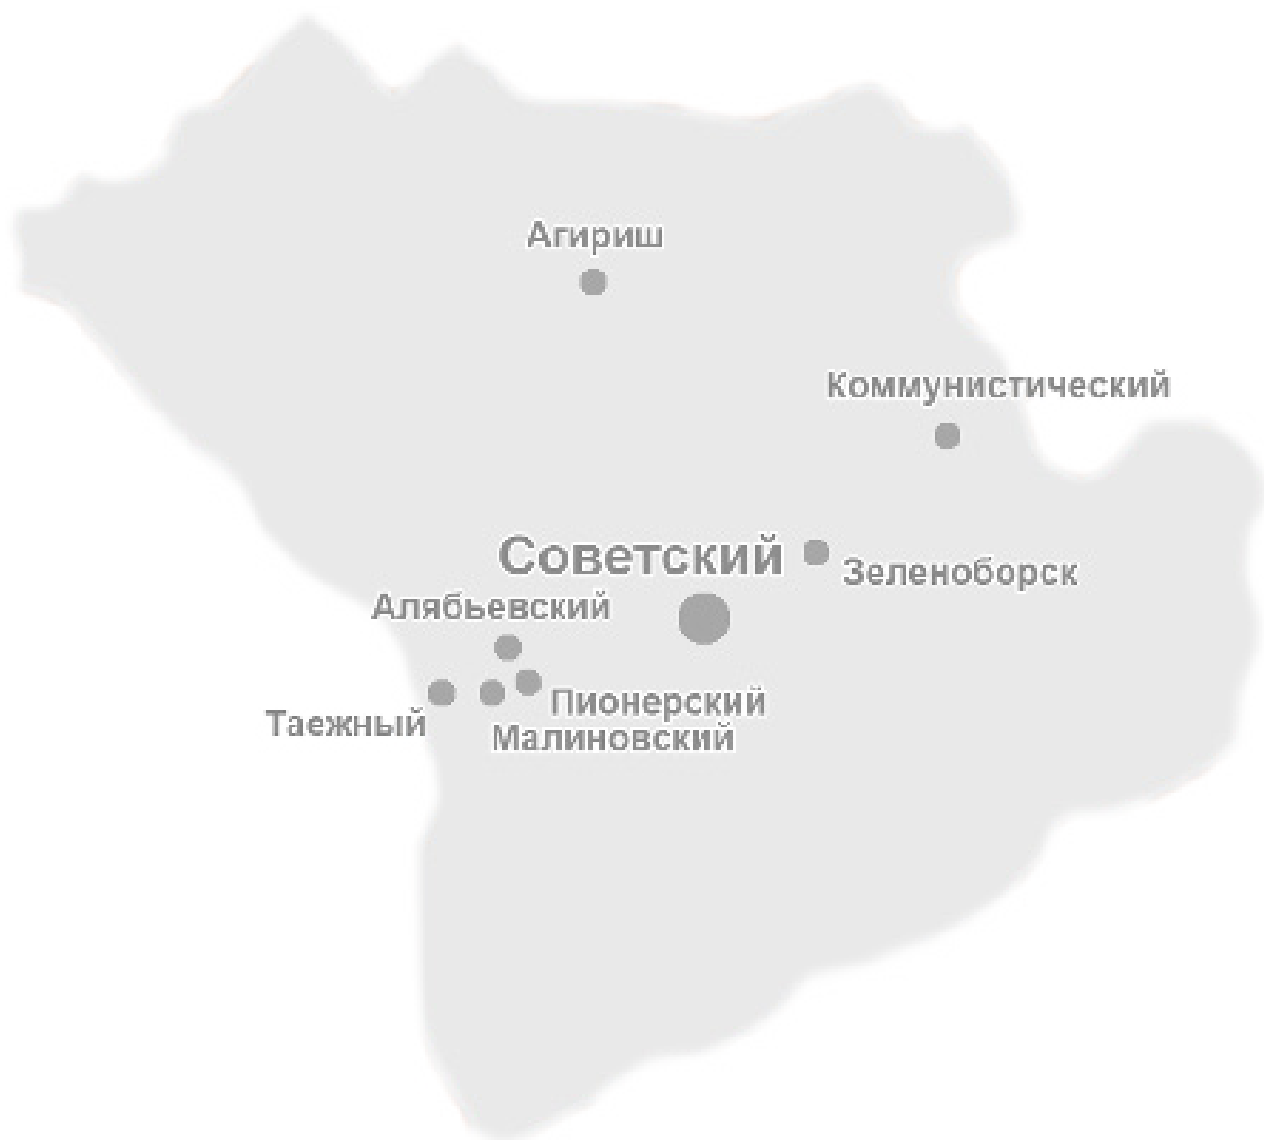 Агириш
Коммунистический
Советский
Зеленоборск
Алябьевский
Пионерский
Таежный
Малиновский